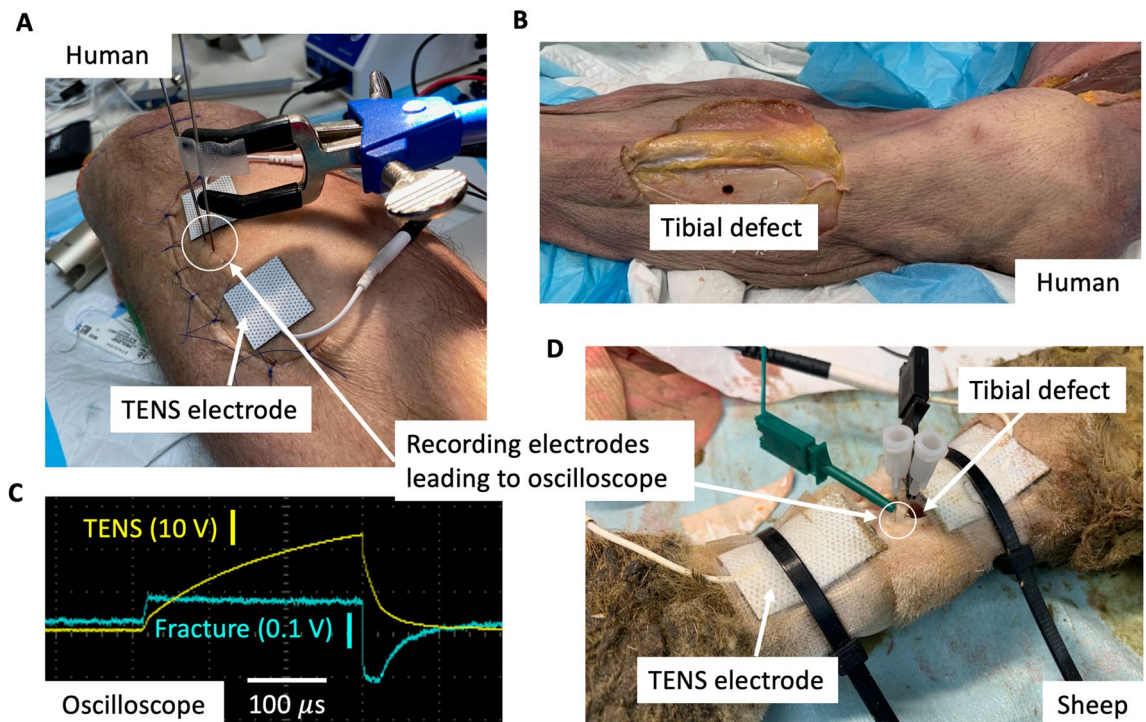 A
Human
TENS electrode
B
Tibial defect
Human
Recording electrodes
leading to oscilloscope
C
TENS (10 V)
Fracture (0.1 V)
100 μs
Oscilloscope
D
Tibial defect
TENS electrode
Sheep